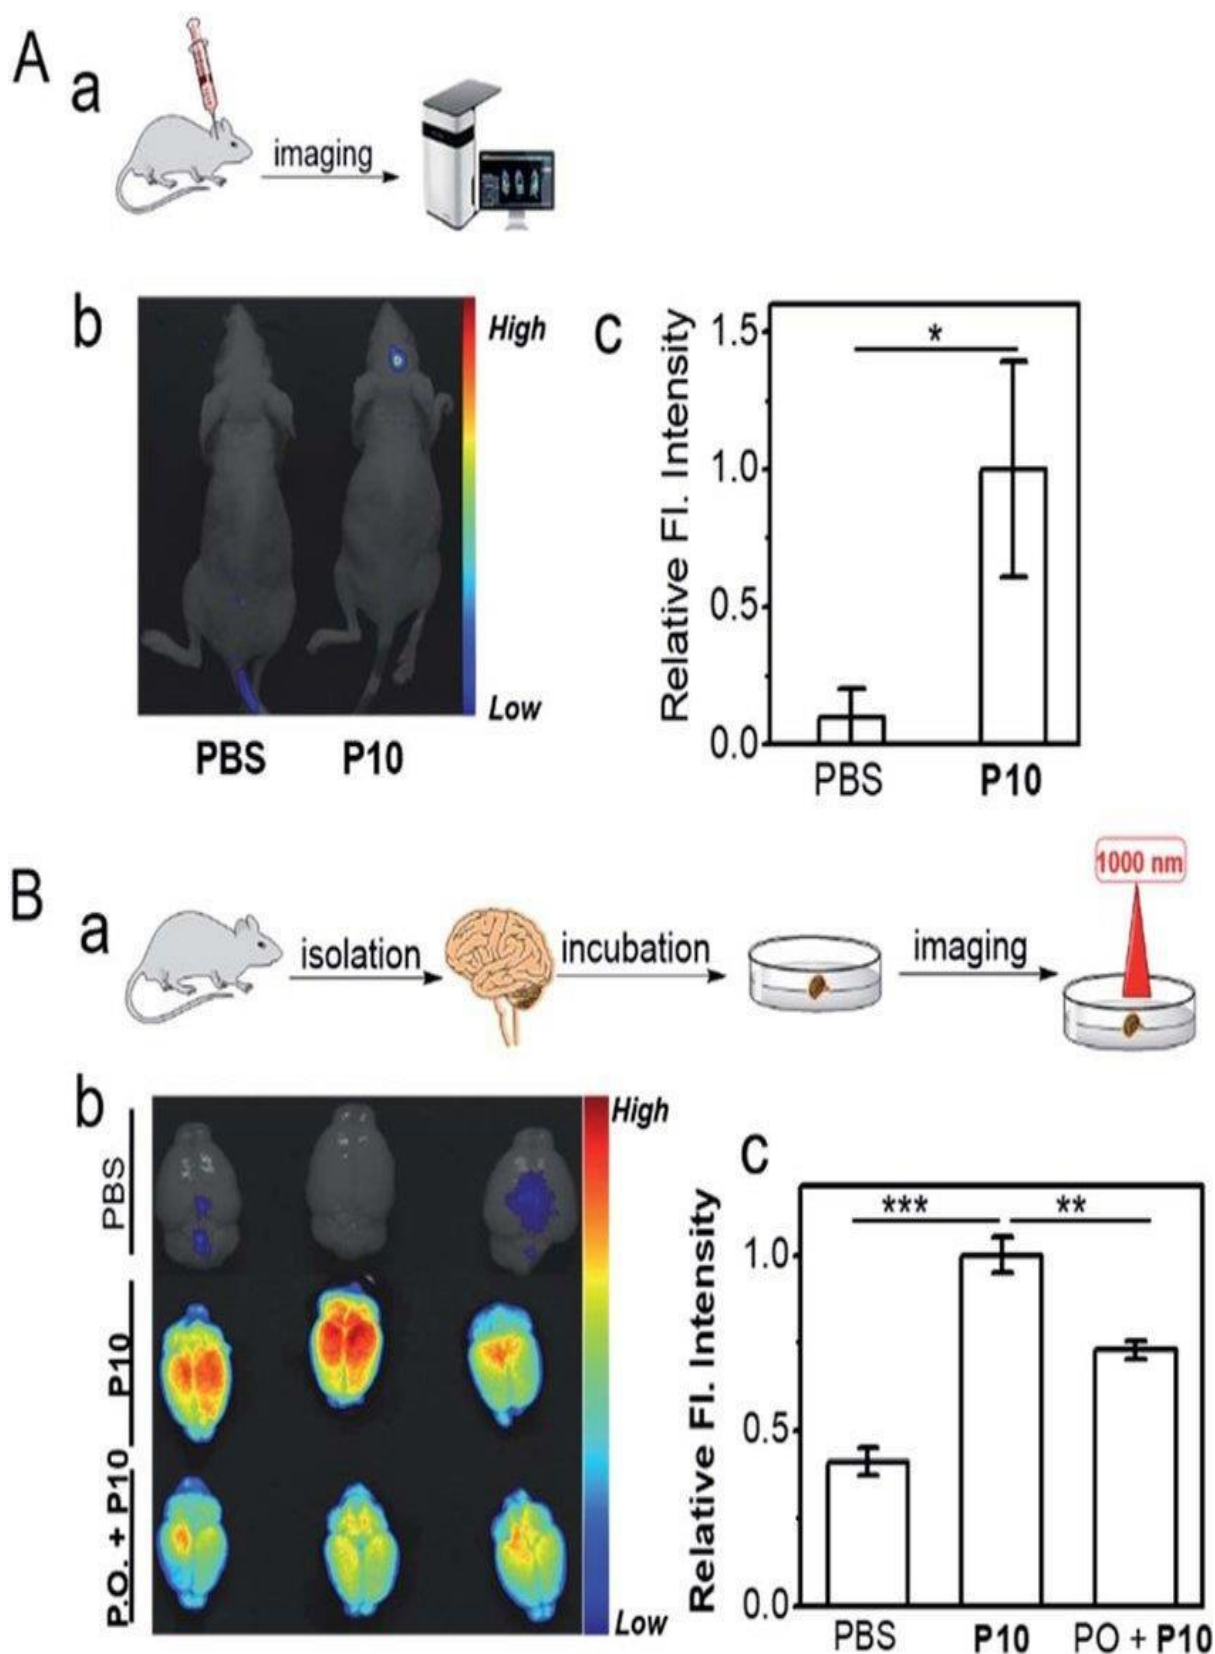 A
a
imaging
b
High
Low
PBS P10
c
Relative Fl. Intensity
1.5
1.0
0.5
0.0
*
PBS P10
B
a
isolation
incubation
imaging
1000 nm
b
PBS
P10
P.O. + P10
High
Low
c
Relative Fl. Intensity
1.0
0.5
0.0
*** **
PBS P10 PO + P10